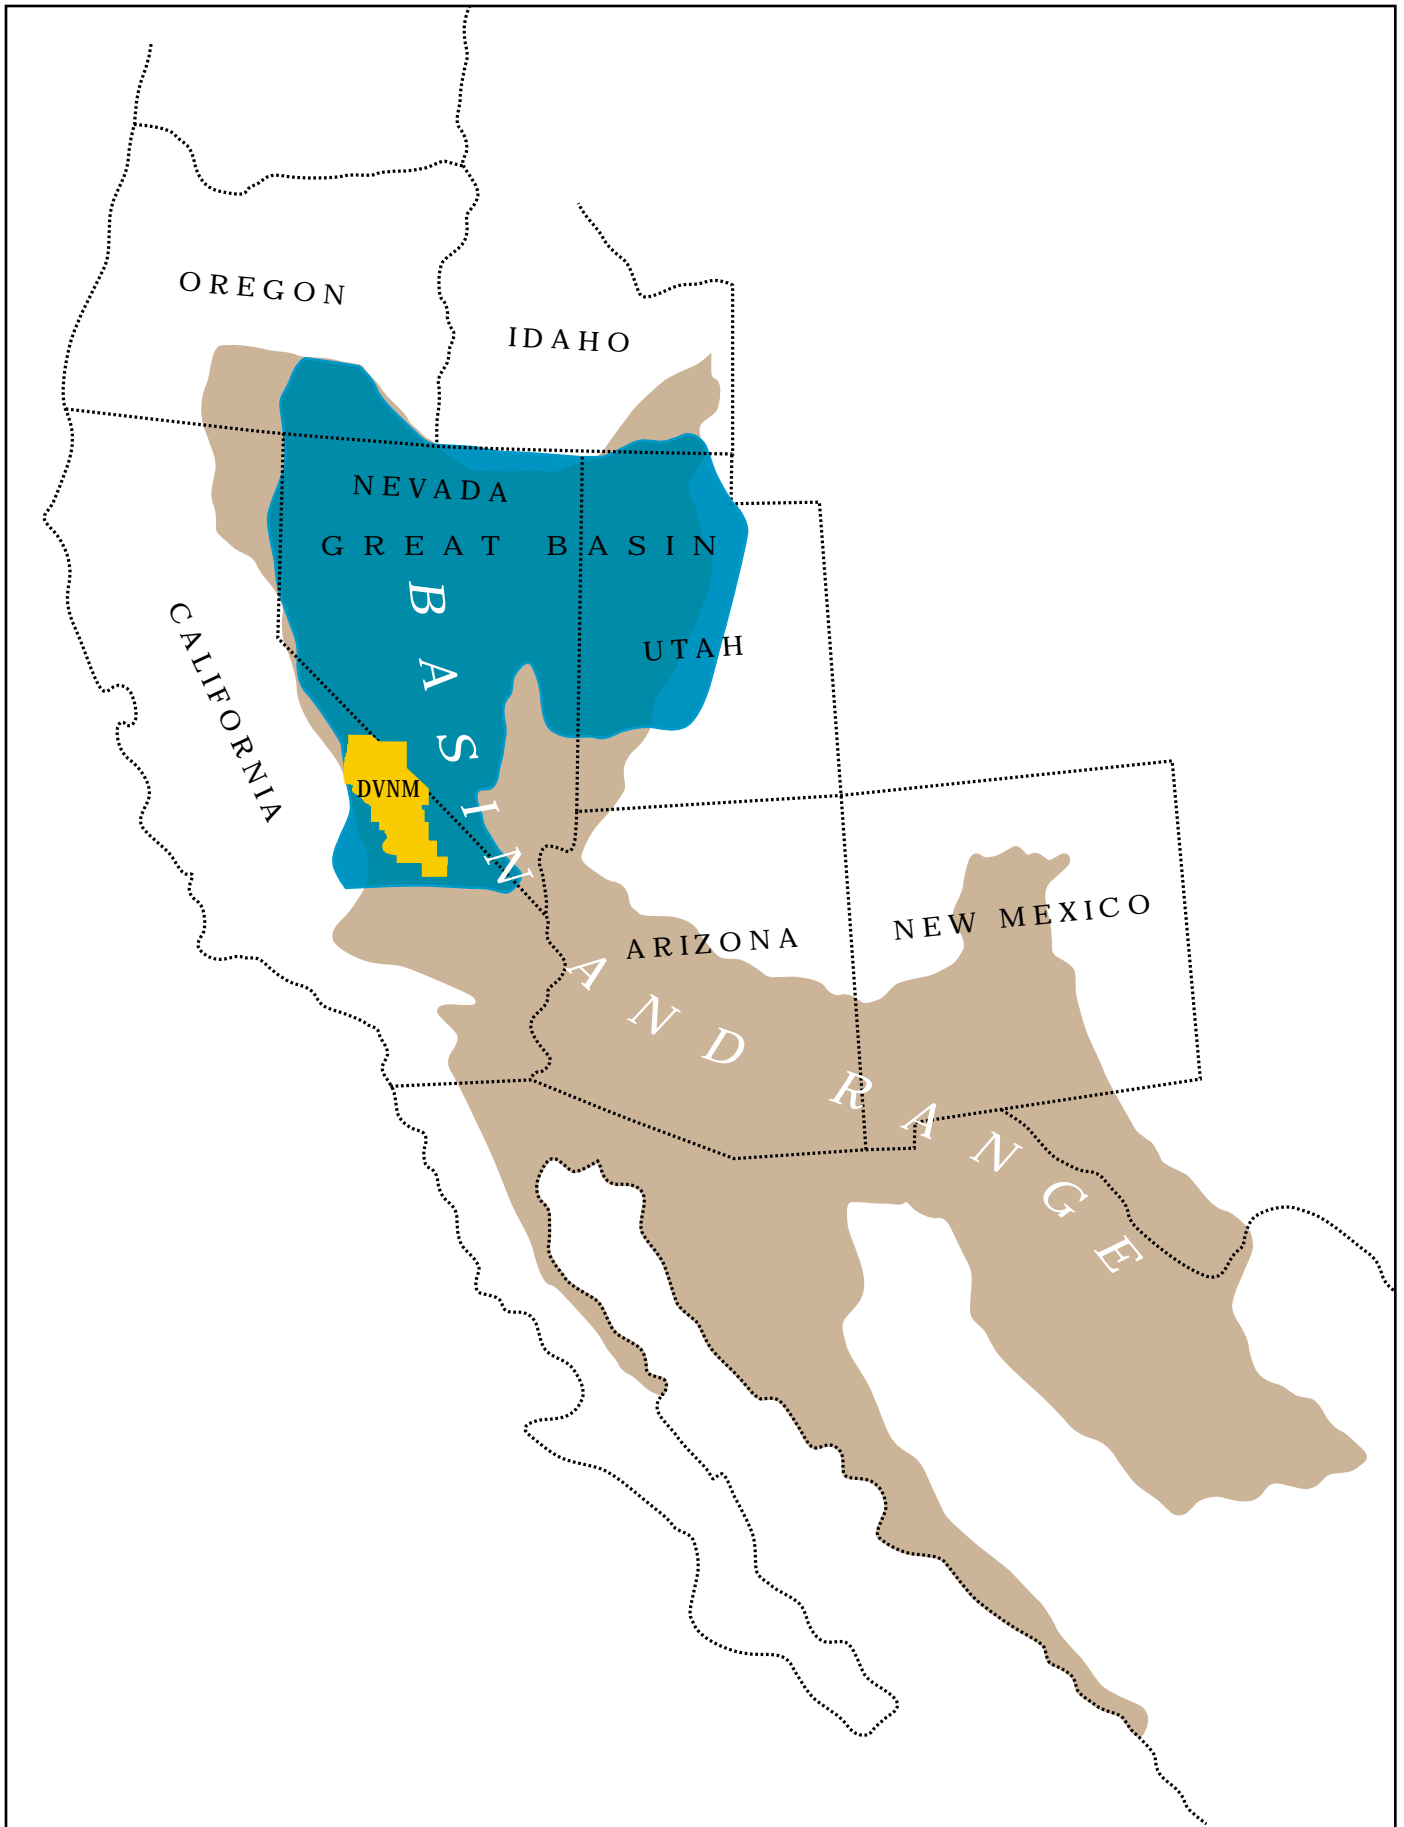 OREGON
IDAHO
NEVADA
GREAT BASIN
UTAH
CALIFORNIA
DVNM
ARIZONA
NEW MEXICO
BASIN AND RANGE